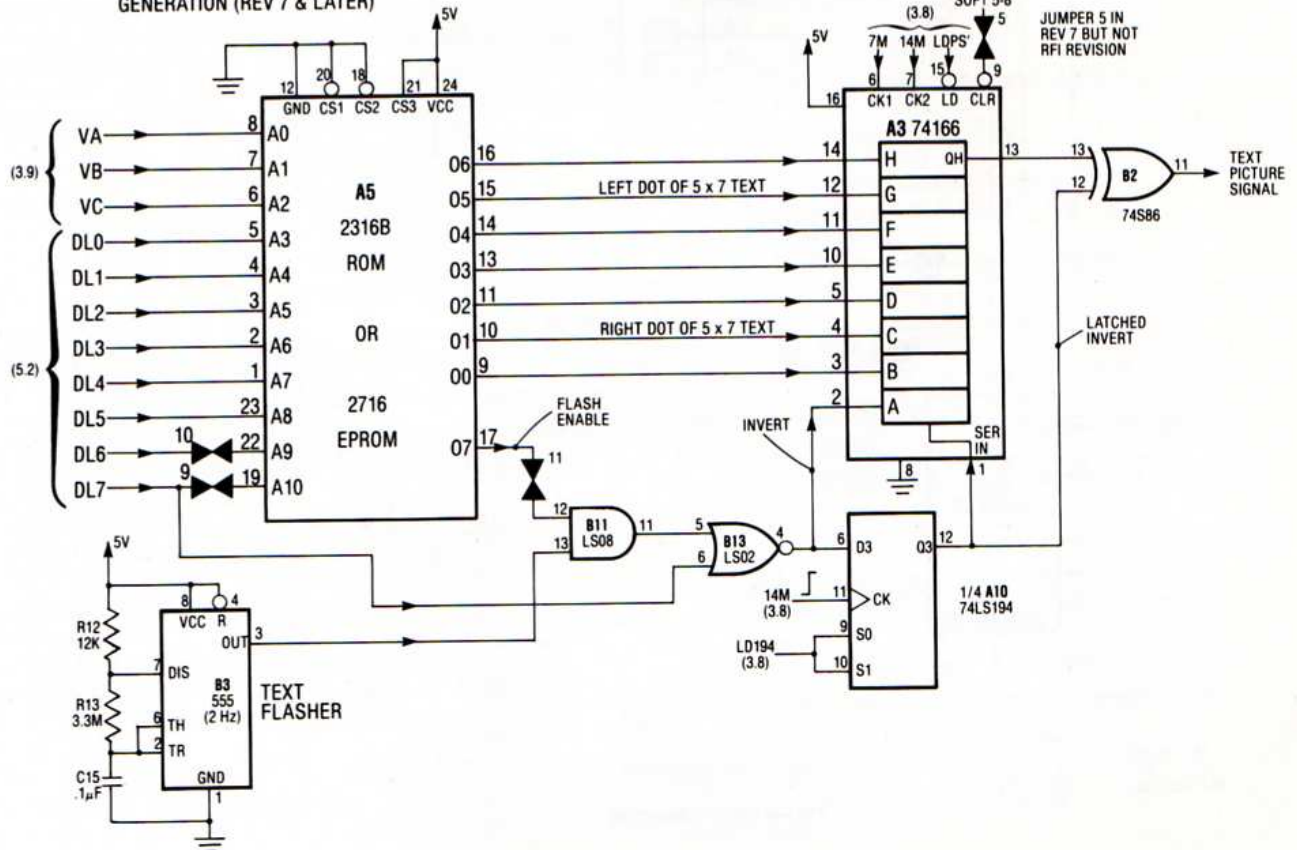 GENERATION (REV 7 & LATER)
5V
12 20 18 21 24
GND CS1 CS2 CS3 VCC
(3.9)
VA 8 A0
VB 7 A1
VC 6 A2
(5.2)
DL0 5 A3
DL1 4 A4
DL2 3 A5
DL3 2 A6
DL4 1 A7
DL5 23 A8
DL6 10 22 A9
DL7 9 19 A10
A5
2316B
ROM
OR
2716
EPROM
O6 16
O5 15
LEFT DOT OF 5 x 7 TEXT
O4 14
O3 13
O2 11
O1 10
RIGHT DOT OF 5 x 7 TEXT
O0 9
O7 17
FLASH
ENABLE
11
5V
16
(3.8)
7M 14M LDPS'
6 7 15 9
CK1 CK2 LD CLR
5
JUMPER 5 IN
REV 7 BUT NOT
RFI REVISION
A3 74166
14 H QH 13
12 G
11 F
10 E
5 D
4 C
3 B
2 A
SER
IN
1
8
INVERT
13
12
B2
11
74S86
TEXT
PICTURE
SIGNAL
LATCHED
INVERT
12
13
B11
LS08
11
5
6
B13
LS02
4
6 D3 Q3 12
14M
(3.8)
11 CK
LD194
(3.8)
9 S0
10 S1
1/4 A10
74LS194
5V
R12
12K
R13
3.3M
C15
.1μF
8 4
VCC R
OUT 3
7 DIS
B3
555
(2 Hz)
6 TH
2 TR
GND
1
TEXT
FLASHER